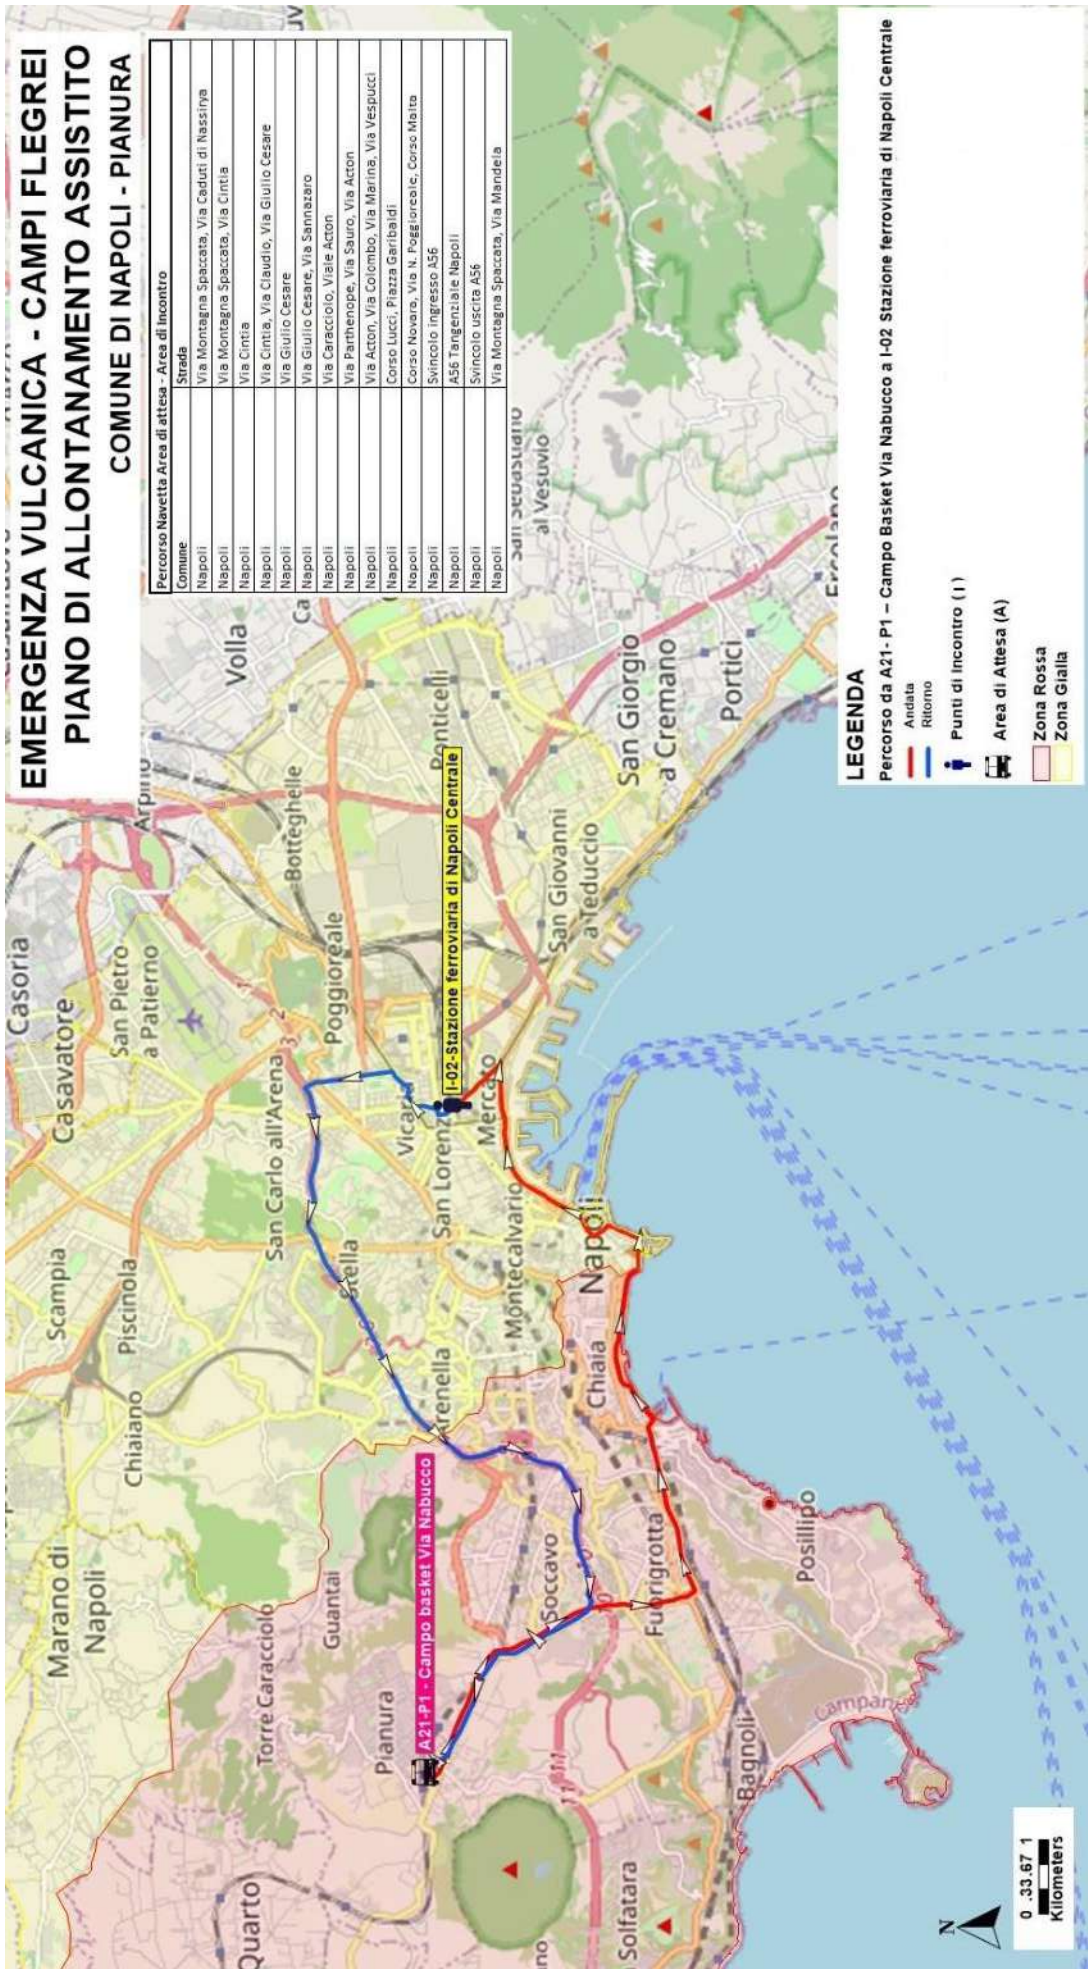 EMERGENZA VULCANICA - CAMPI FLEGREI
PIANO DI ALLONTANAMENTO ASSISTITO
COMUNE DI NAPOLI - PIANURA
Percorso Navetta Area di attesa - Area di Incontro
Comune Strada
Napoli Via Montagna Spaccata, Via Caduti di Nassirya
Napoli Via Montagna Spaccata, Via Cintia
Napoli Via Cintia
Napoli Via Cintia, Via Claudio, Via Giulio Cesare
Napoli Via Giulio Cesare
Napoli Via Giulio Cesare, Via Sannazaro
Napoli Via Caracciolo, Viale Acton
Napoli Via Parthenope, Via Sauro, Via Acton
Napoli Via Acton, Via Colombo, Via Marina, Via Vespucci
Napoli Corso Lucci, Piazza Garibaldi
Napoli Corso Novara, Via N. Poggioreale, Corso Malta
Napoli Svincolo ingresso A56
Napoli A56 Tangenziale Napoli
Napoli Svincolo uscita A56
Napoli Via Montagna Spaccata, Via Mandela
Casoria
Casavatore
San Pietro
a Patierno
Arpino
Volla
Scampia
Piscinola
Chiaiano
Marano di
Napoli
Torre Caracciolo
Guantai
Pianura
Quarto
San Carlo all'Arena
Poggioreale
Botteghelle
Ponticelli
Stella
Arenella
San Lorenz
Vicar
Mercato
Montecalvario
I-02-Stazione ferroviaria di Napoli Centrale
A21-P1 - Campo basket Via Nabucco
San Giovanni
a Teduccio
San Giorgio
a Cremano
Portici
Ercolano
San Sebastiano
al Vesuvio
Napoli
Chiaia
Soccavo
Fuorigrotta
Posillipo
Bagnoli
Campan
Solfatara
LEGENDA
Percorso da A21- P1 – Campo Basket Via Nabucco a I-02 Stazione ferroviaria di Napoli Centrale
Andata
Ritorno
Punti di Incontro ( I )
Area di Attesa (A)
Zona Rossa
Zona Gialla
N
0 .33.67 1
Kilometers